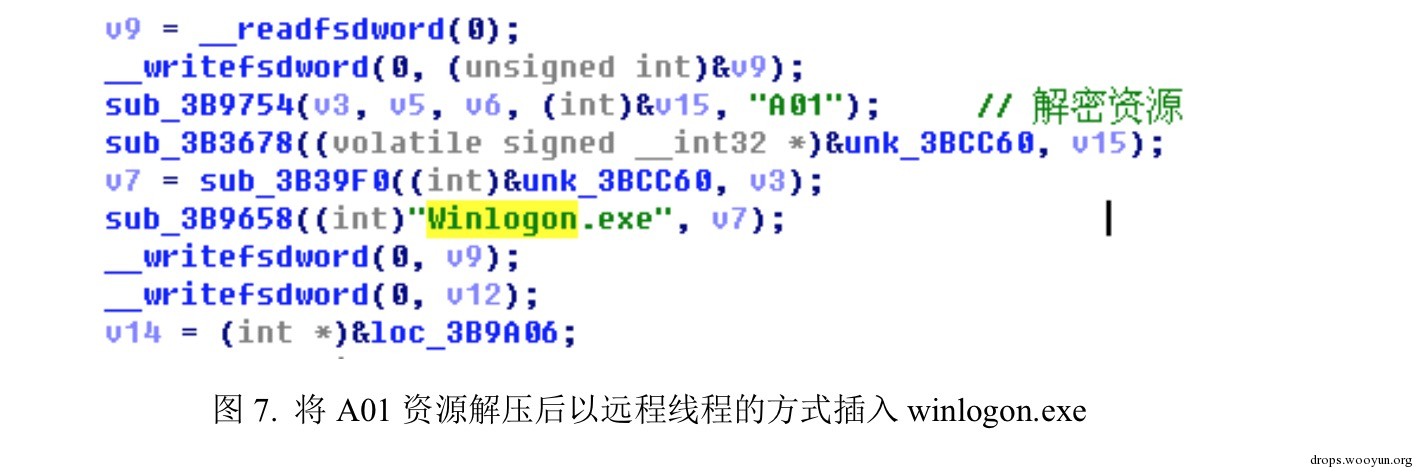 v9 = __readfsdword(0);
__writefsdword(0, (unsigned int)&v9);
sub_3B9754(v3, v5, v6, (int)&v15, "A01"); // 解密资源
sub_3B3678((volatile signed __int32 *)&unk_3BCC60, v15);
v7 = sub_3B39F0((int)&unk_3BCC60, v3);
sub_3B9658((int)"Winlogon.exe", v7);
__writefsdword(0, v9);
__writefsdword(0, v12);
v14 = (int *)&loc_3B9A06;
图 7. 将 A01 资源解压后以远程线程的方式插入 winlogon.exe
drops.wooyun.org